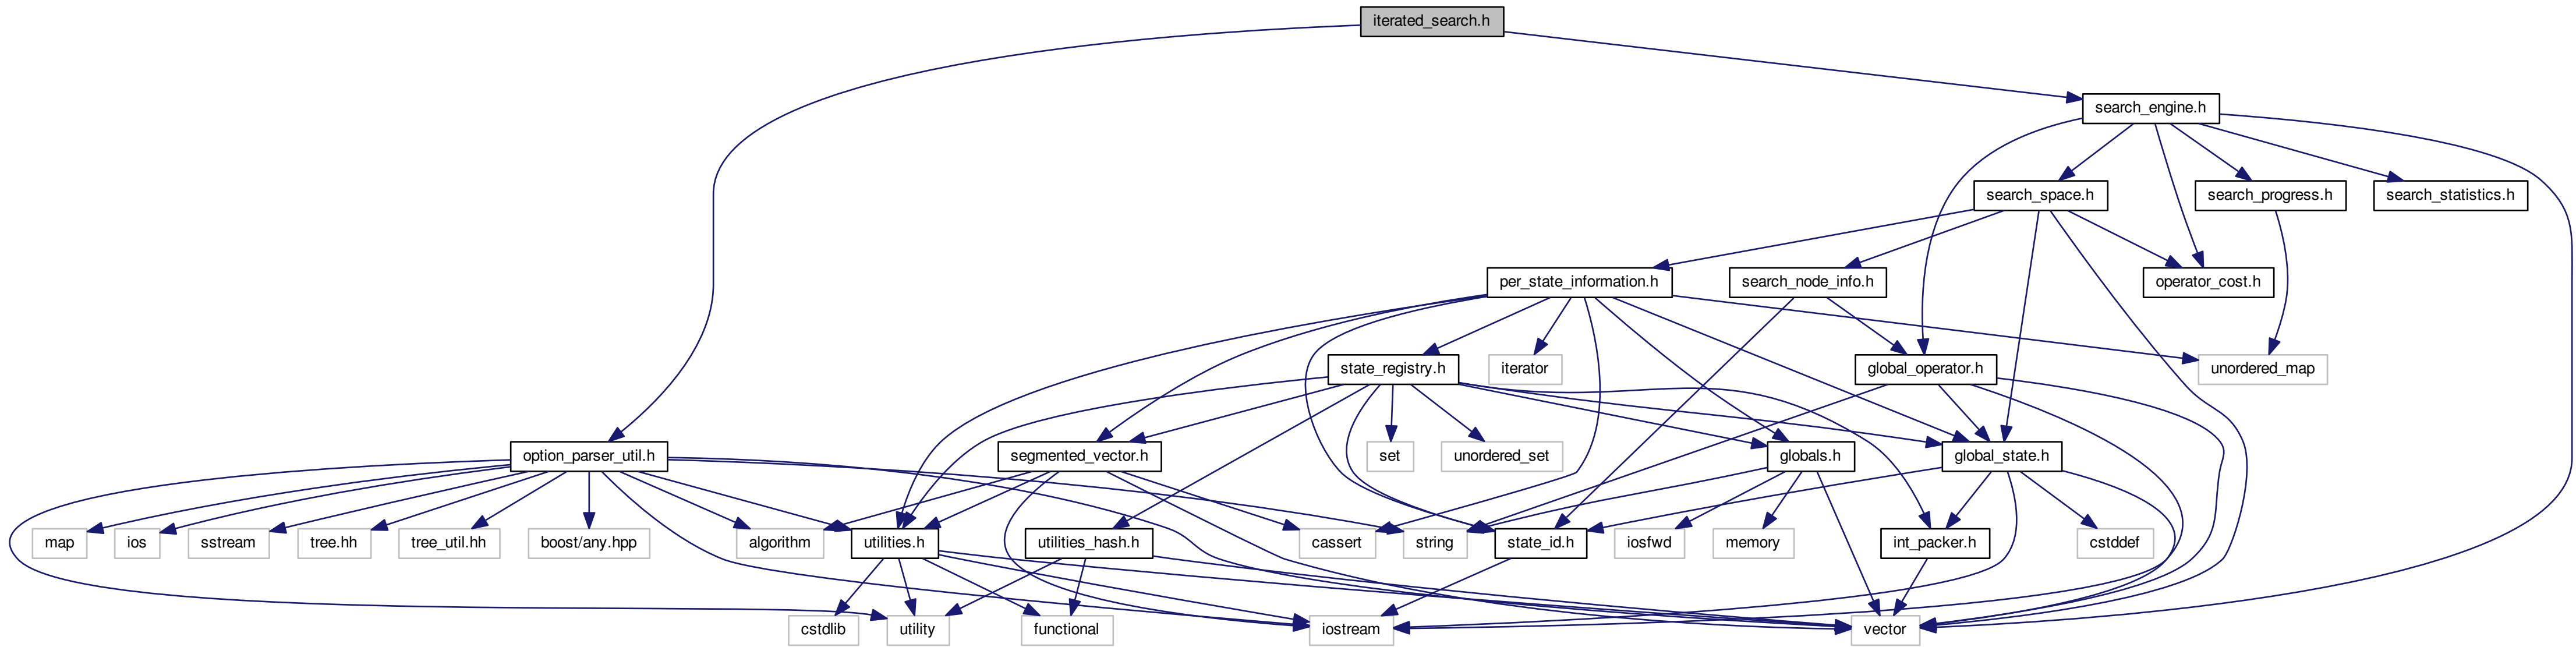 iterated_search.h
search_engine.h
search_space.h
search_progress.h
search_statistics.h
per_state_information.h
search_node_info.h
operator_cost.h
state_registry.h
iterator
global_operator.h
unordered_map
option_parser_util.h
segmented_vector.h
set
unordered_set
globals.h
global_state.h
map
ios
sstream
tree.hh
tree_util.hh
boost/any.hpp
algorithm
utilities.h
utilities_hash.h
cassert
string
state_id.h
iosfwd
memory
int_packer.h
cstddef
cstdlib
utility
functional
iostream
vector